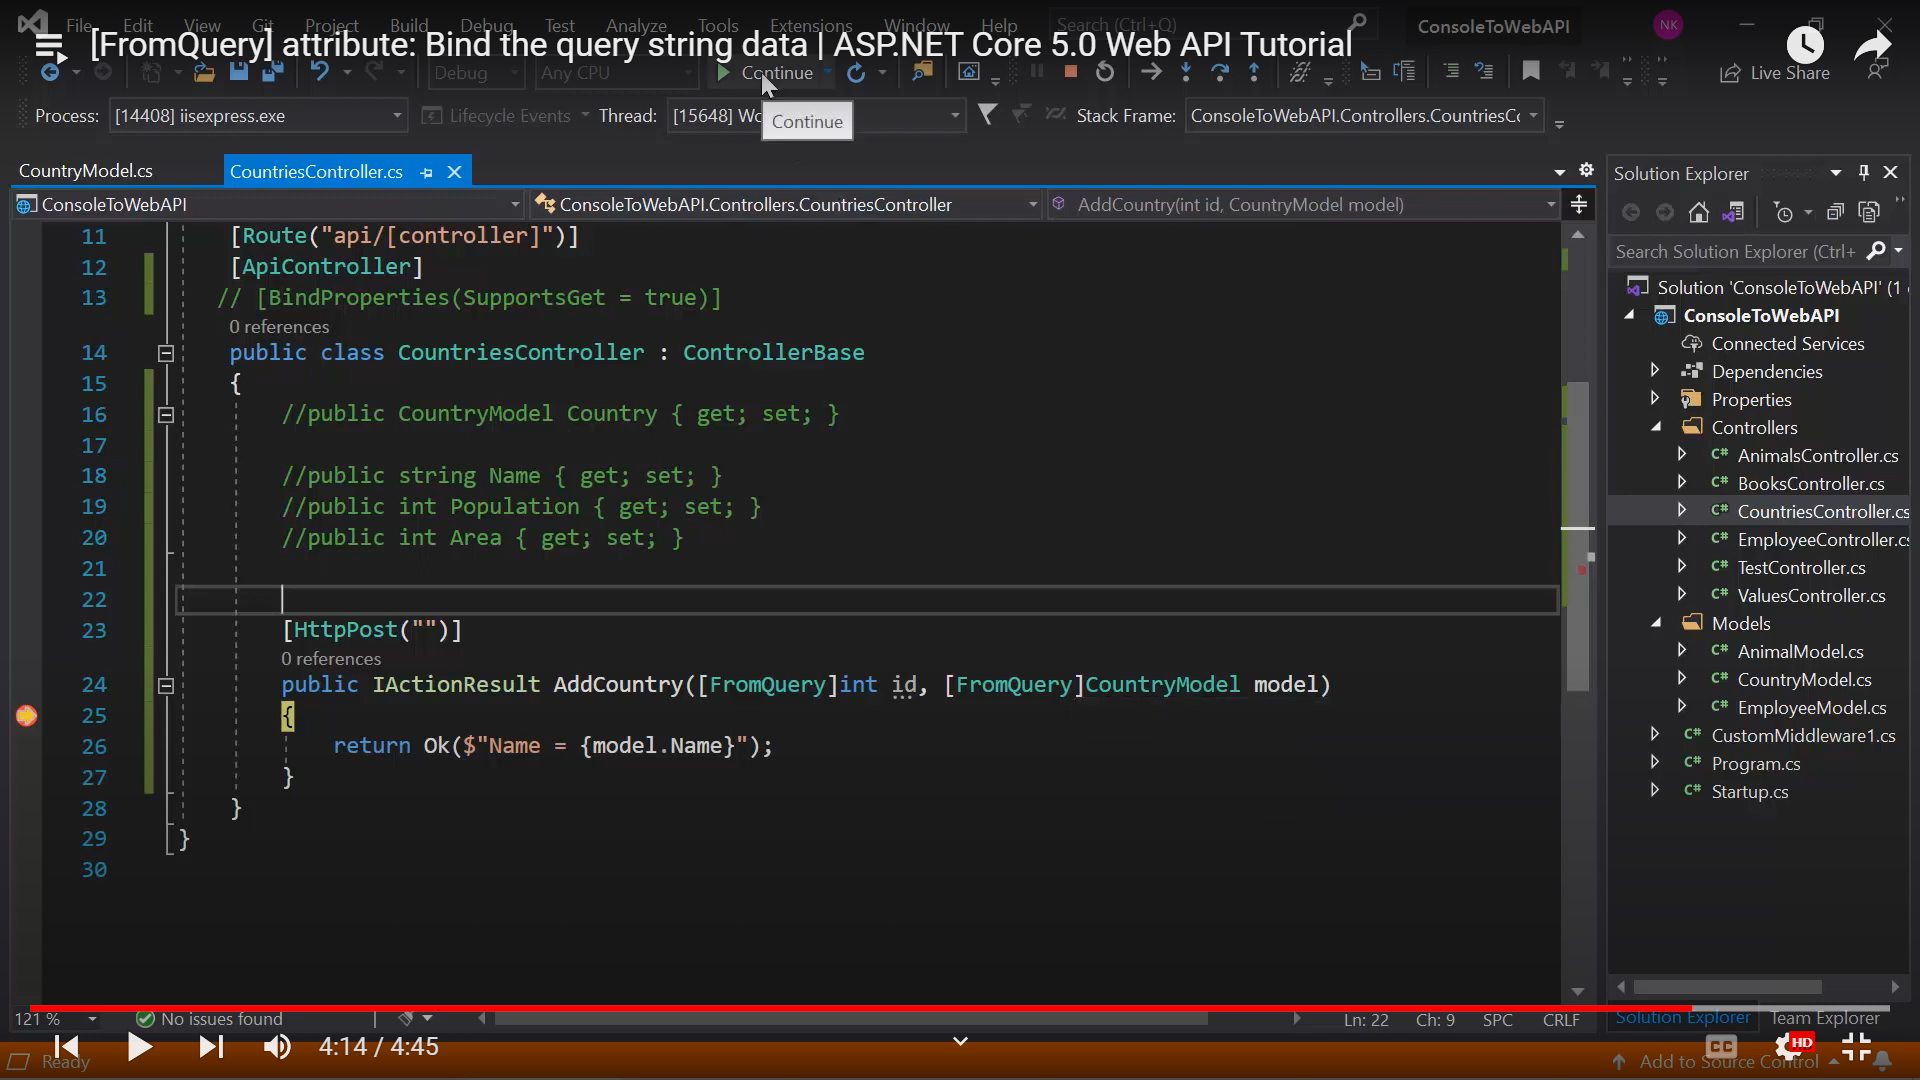 File Edit View Git Project Build Debug Test Analyze Tools Extensions Window Help Search (Ctrl+Q) ConsoleToWebAPI NK
[FromQuery] attribute: Bind the query string data | ASP.NET Core 5.0 Web API Tutorial
Debug Any CPU Continue Live Share
Process: [14408] iisexpress.exe Lifecycle Events Thread: [15648] Wo Stack Frame: ConsoleToWebAPI.Controllers.CountriesCo
Continue
CountryModel.cs CountriesController.cs
ConsoleToWebAPI ConsoleToWebAPI.Controllers.CountriesController AddCountry(int id, CountryModel model)
11 [Route("api/[controller]")]
12 [ApiController]
13 // [BindProperties(SupportsGet = true)]
0 references
14 public class CountriesController : ControllerBase
15 {
16 //public CountryModel Country { get; set; }
17
18 //public string Name { get; set; }
19 //public int Population { get; set; }
20 //public int Area { get; set; }
21
22
23 [HttpPost("")]
0 references
24 public IActionResult AddCountry([FromQuery]int id, [FromQuery]CountryModel model)
25 {
26 return Ok($"Name = {model.Name}");
27 }
28 }
29 }
30
Solution Explorer
Search Solution Explorer (Ctrl+
Solution 'ConsoleToWebAPI' (1
ConsoleToWebAPI
Connected Services
Dependencies
Properties
Controllers
C# AnimalsController.cs
C# BooksController.cs
C# CountriesController.cs
C# EmployeeController.cs
C# TestController.cs
C# ValuesController.cs
Models
C# AnimalModel.cs
C# CountryModel.cs
C# EmployeeModel.cs
C# CustomMiddleware1.cs
C# Program.cs
C# Startup.cs
121 % No issues found Ln: 22 Ch: 9 SPC CRLF Solution Explorer Team Explorer
4:14 / 4:45 CC HD
Ready Add to Source Control